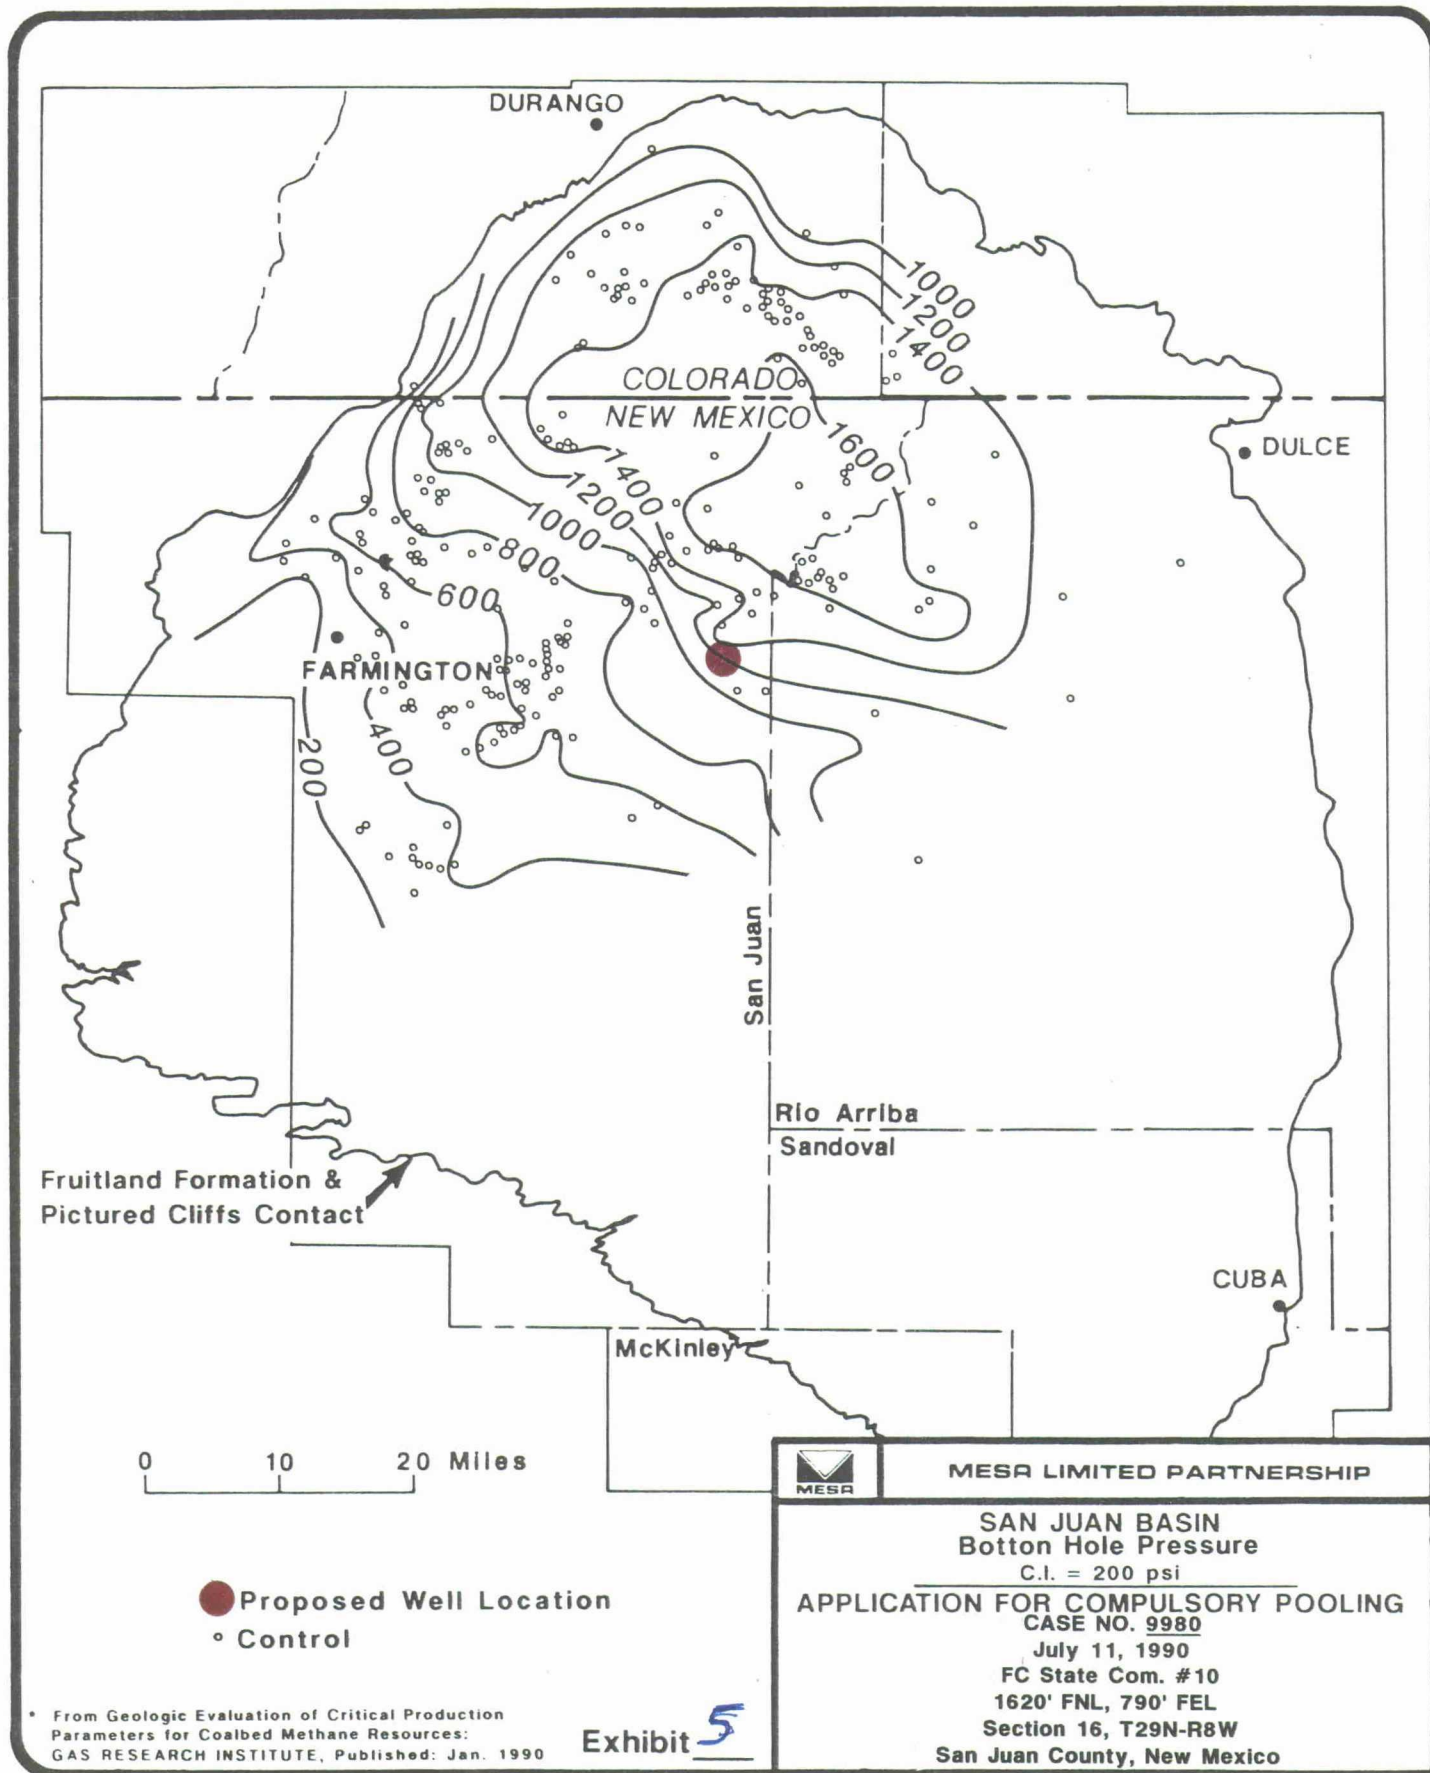 DURANGO
1000
1200
1400
COLORADO
NEW MEXICO
1600
DULCE
1400
1200
1000
800
600
FARMINGTON
400
200
San Juan
Rio Arriba
Sandoval
Fruitland Formation &
Pictured Cliffs Contact
CUBA
McKinley
0 10 20 Miles
Proposed Well Location
Control
* From Geologic Evaluation of Critical Production
Parameters for Coalbed Methane Resources:
GAS RESEARCH INSTITUTE, Published: Jan. 1990
Exhibit 5
MESA
MESA LIMITED PARTNERSHIP
SAN JUAN BASIN
Botton Hole Pressure
C.I. = 200 psi
APPLICATION FOR COMPULSORY POOLING
CASE NO. 9980
July 11, 1990
FC State Com. #10
1620' FNL, 790' FEL
Section 16, T29N-R8W
San Juan County, New Mexico